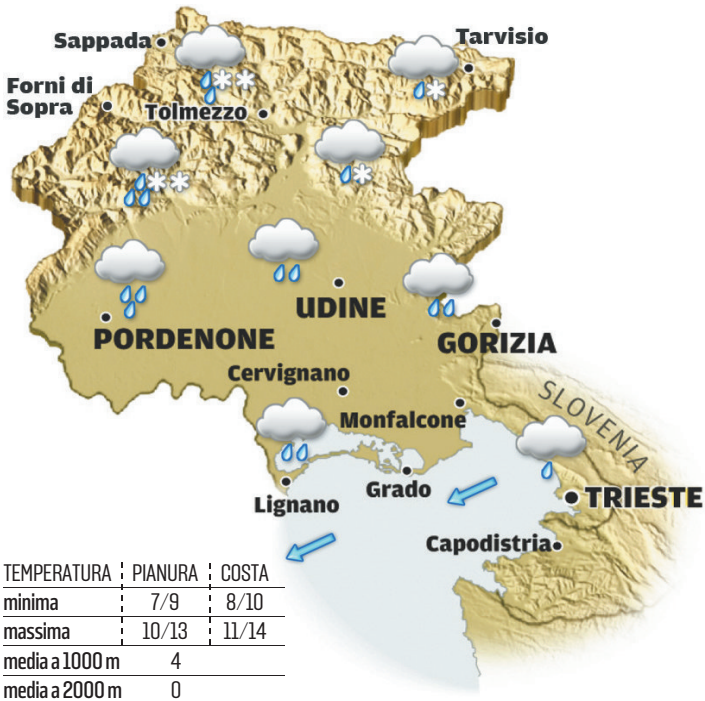 Sappada
Tarvisio
Forni di
Sopra
Tolmezzo
UDINE
PORDENONE
GORIZIA
Cervignano
SLOVENIA
Monfalcone
Grado
Lignano
TRIESTE
Capodistria
TEMPERATURA PIANURA COSTA
minima 7/9 8/10
massima 10/13 11/14
media a 1000 m 4
media a 2000 m 0